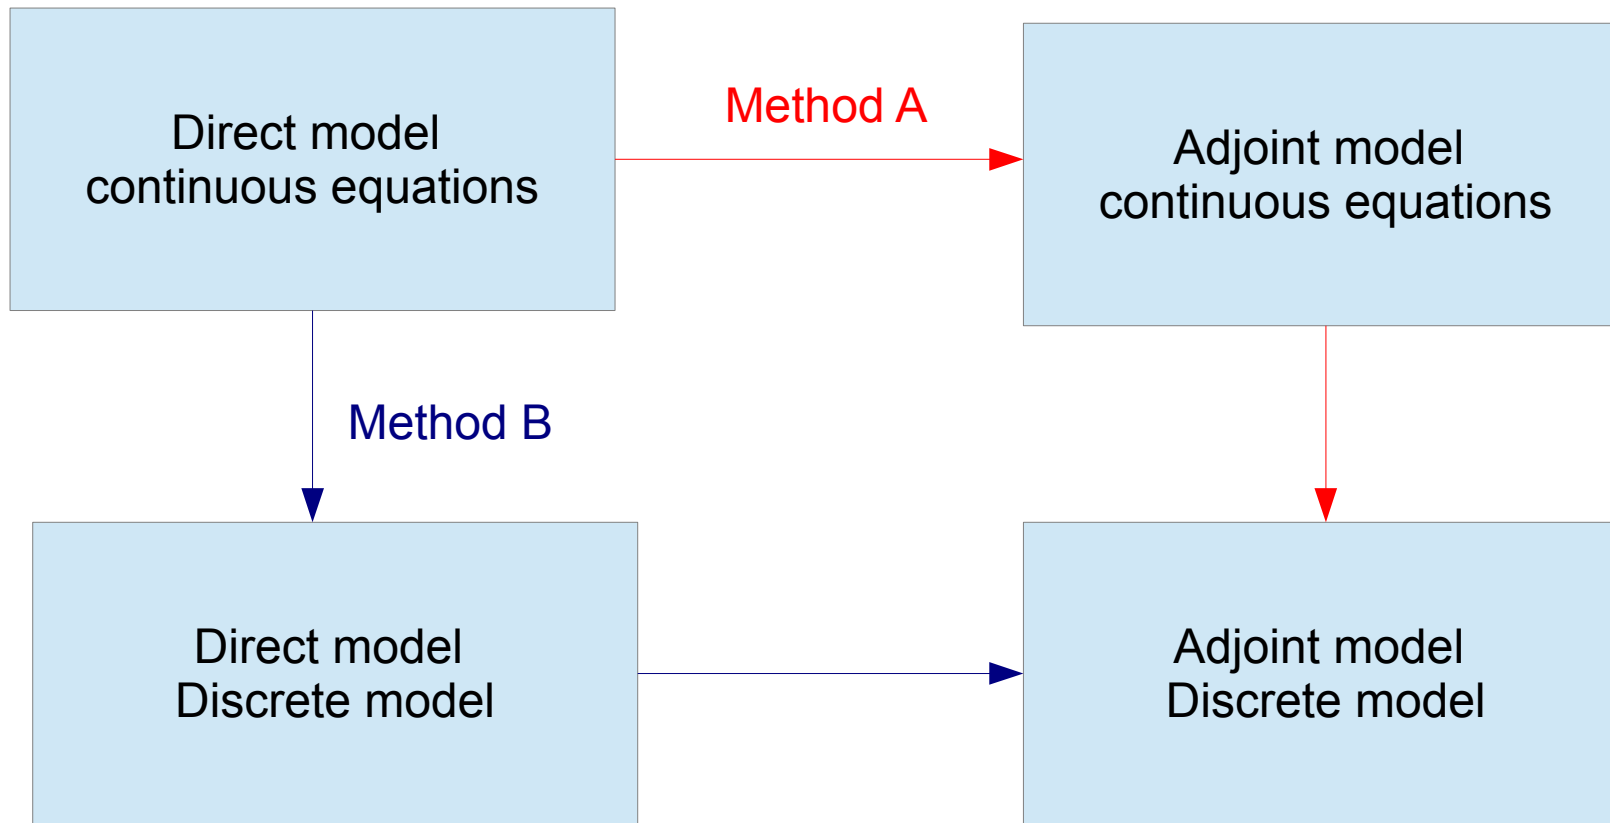 Direct model
continuous equations
Method A
Adjoint model
continuous equations
Method B
Direct model
Discrete model
Adjoint model
Discrete model